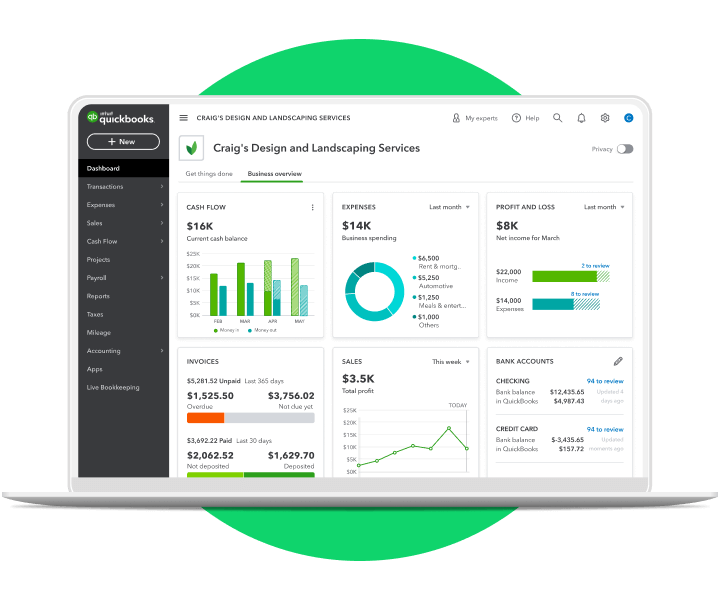 intuit
quickbooks.
+ New
Dashboard
Transactions
Expenses
Sales
Cash Flow
Projects
Payroll
Reports
Taxes
Mileage
Accounting
Apps
Live Bookkeeping
CRAIG'S DESIGN AND LANDSCAPING SERVICES
My experts
Help
C
Craig's Design and Landscaping Services
Privacy
Get things done
Business overview
CASH FLOW
$16K
Current cash balance
$25K
$20K
$15K
$10K
$5K
$0K
FEB MAR APR MAY
Money in Money out
EXPENSES
Last month
$14K
Business spending
$6,500
Rent & mortg..
$5,250
Automotive
$1,250
Meals & entert...
$1,000
Others
PROFIT AND LOSS
Last month
$8K
Net income for March
2 to review
$22,000
Income
8 to review
$14,000
Expenses
INVOICES
$5,281.52 Unpaid Last 365 days
$1,525.50 $3,756.02
Overdue Not due yet
$3,692.22 Paid Last 30 days
$2,062.52 $1,629.70
Not deposited Deposited
SALES
This week
$3.5K
Total profit
TODAY
$25K
$20K
$15K
$10K
$5K
$0K
BANK ACCOUNTS
CHECKING 94 to review
Bank balance $12,435.65 Updated 4
in QuickBooks $4,987.43 days ago
CREDIT CARD 94 to review
Bank balance $-3,435.65 Updated
in QuickBooks $157.72 moments ago